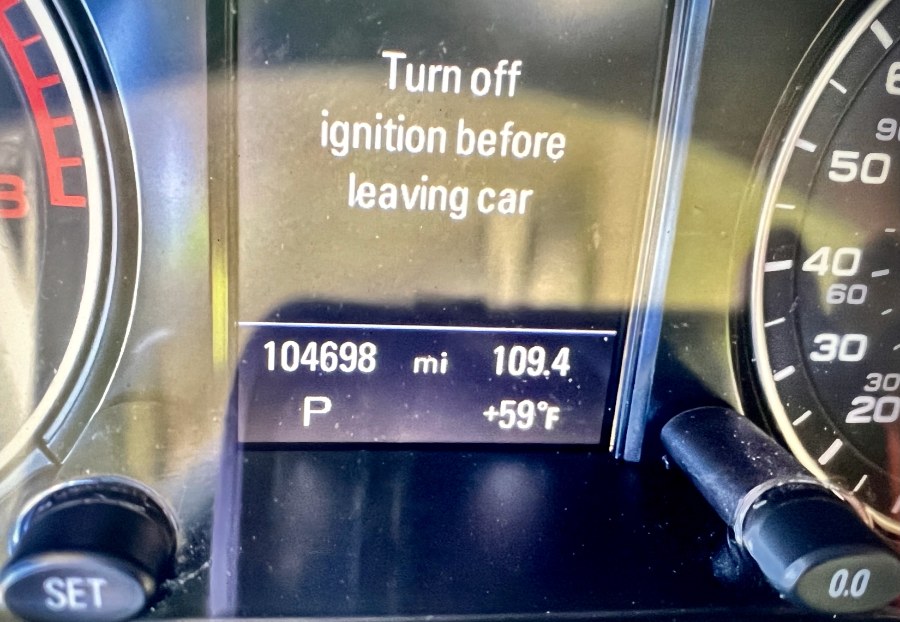 Turn off
ignition before
leaving car
104698 mi 109.4
P +59°F
50
40
60
30
30
20
SET
0.0